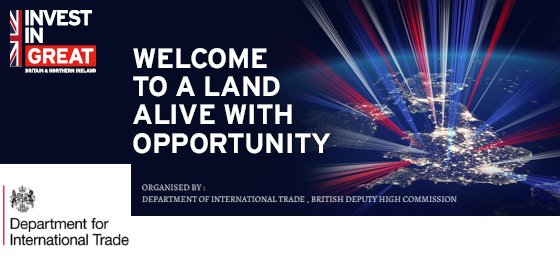 INVEST
IN
GREAT
BRITAIN & NORTHERN IRELAND
WELCOME
TO A LAND
ALIVE WITH
OPPORTUNITY
ORGANISED BY :
DEPARTMENT OF INTERNATIONAL TRADE , BRITISH DEPUTY HIGH COMMISSION
Department for
International Trade